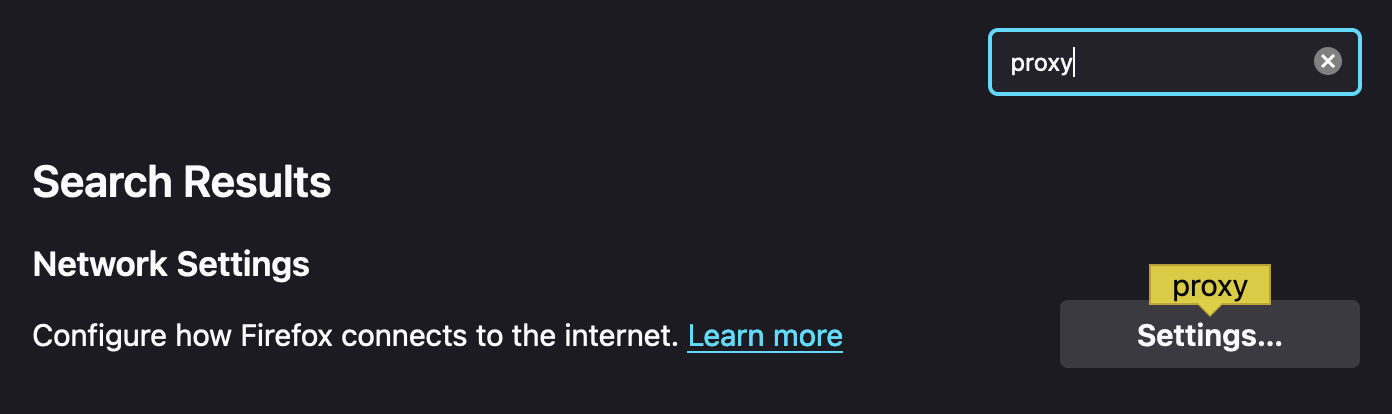 proxy
Search Results
Network Settings
proxy
Configure how Firefox connects to the internet. Learn more
Settings...